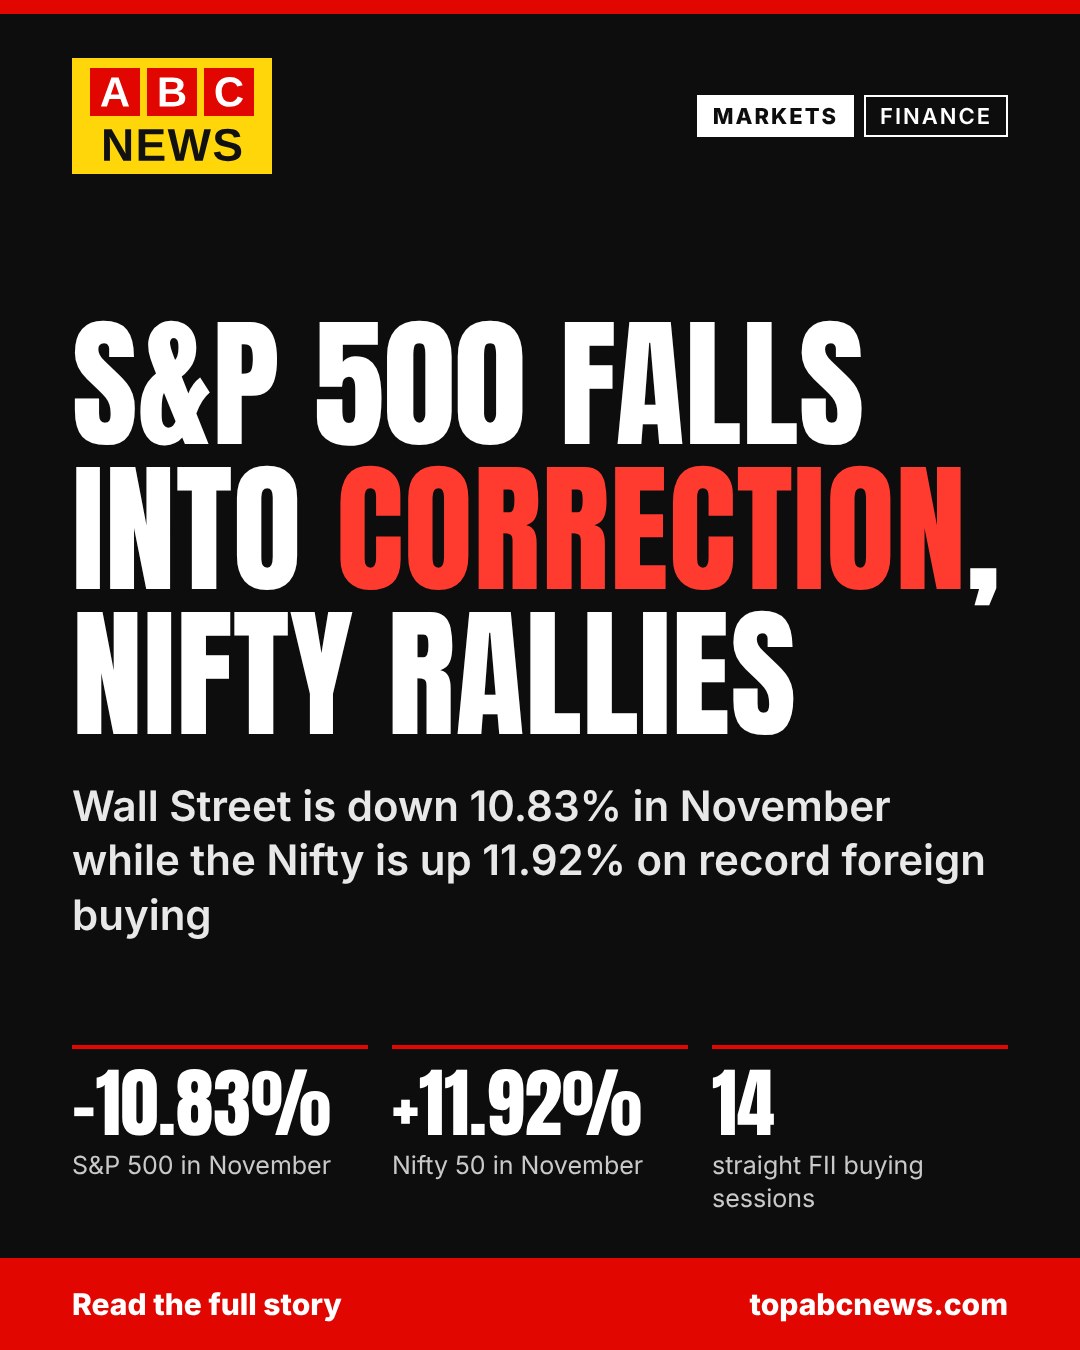 ABC
NEWS
MARKETS
FINANCE
S&P 500 FALLS
INTO CORRECTION,
NIFTY RALLIES
Wall Street is down 10.83% in November
while the Nifty is up 11.92% on record foreign
buying
-10.83%
S&P 500 in November
+11.92%
Nifty 50 in November
14
straight FII buying
sessions
Read the full story
topabcnews.com